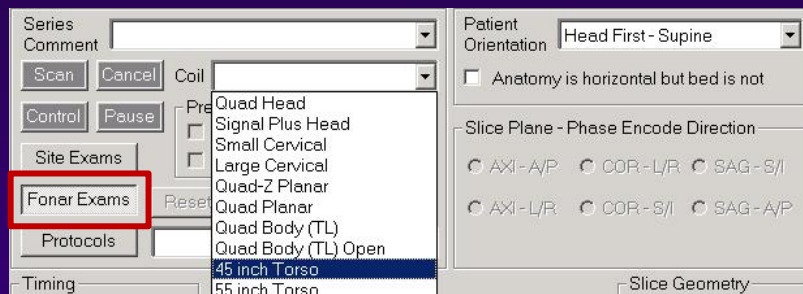 Series
Comment
Scan Cancel Coil
Control Pause Pre
Site Exams
Fonar Exams Reset
Protocols
Quad Head
Signal Plus Head
Small Cervical
Large Cervical
Quad-Z Planar
Quad Planar
Quad Body (TL)
Quad Body (TL) Open
45 inch Torso
55 inch Torso
Timing
Patient
Orientation Head First - Supine
Anatomy is horizontal but bed is not
Slice Plane - Phase Encode Direction
AXI - A/P COR - L/R SAG - S/I
AXI - L/R COR - S/I SAG - A/P
Slice Geometry